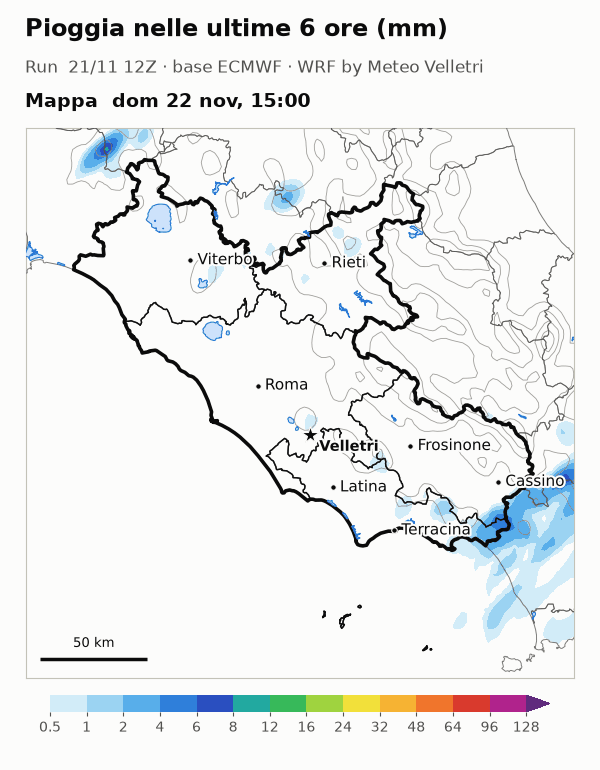 Pioggia nelle ultime 6 ore (mm)
Run  21/11 12Z · base ECMWF · WRF by Meteo Velletri
Mappa  dom 22 nov, 15:00
Viterbo
Rieti
Roma
Velletri
Frosinone
Latina
Cassino
Terracina
50 km
0.5 1 2 4 6 8 12 16 24 32 48 64 96 128